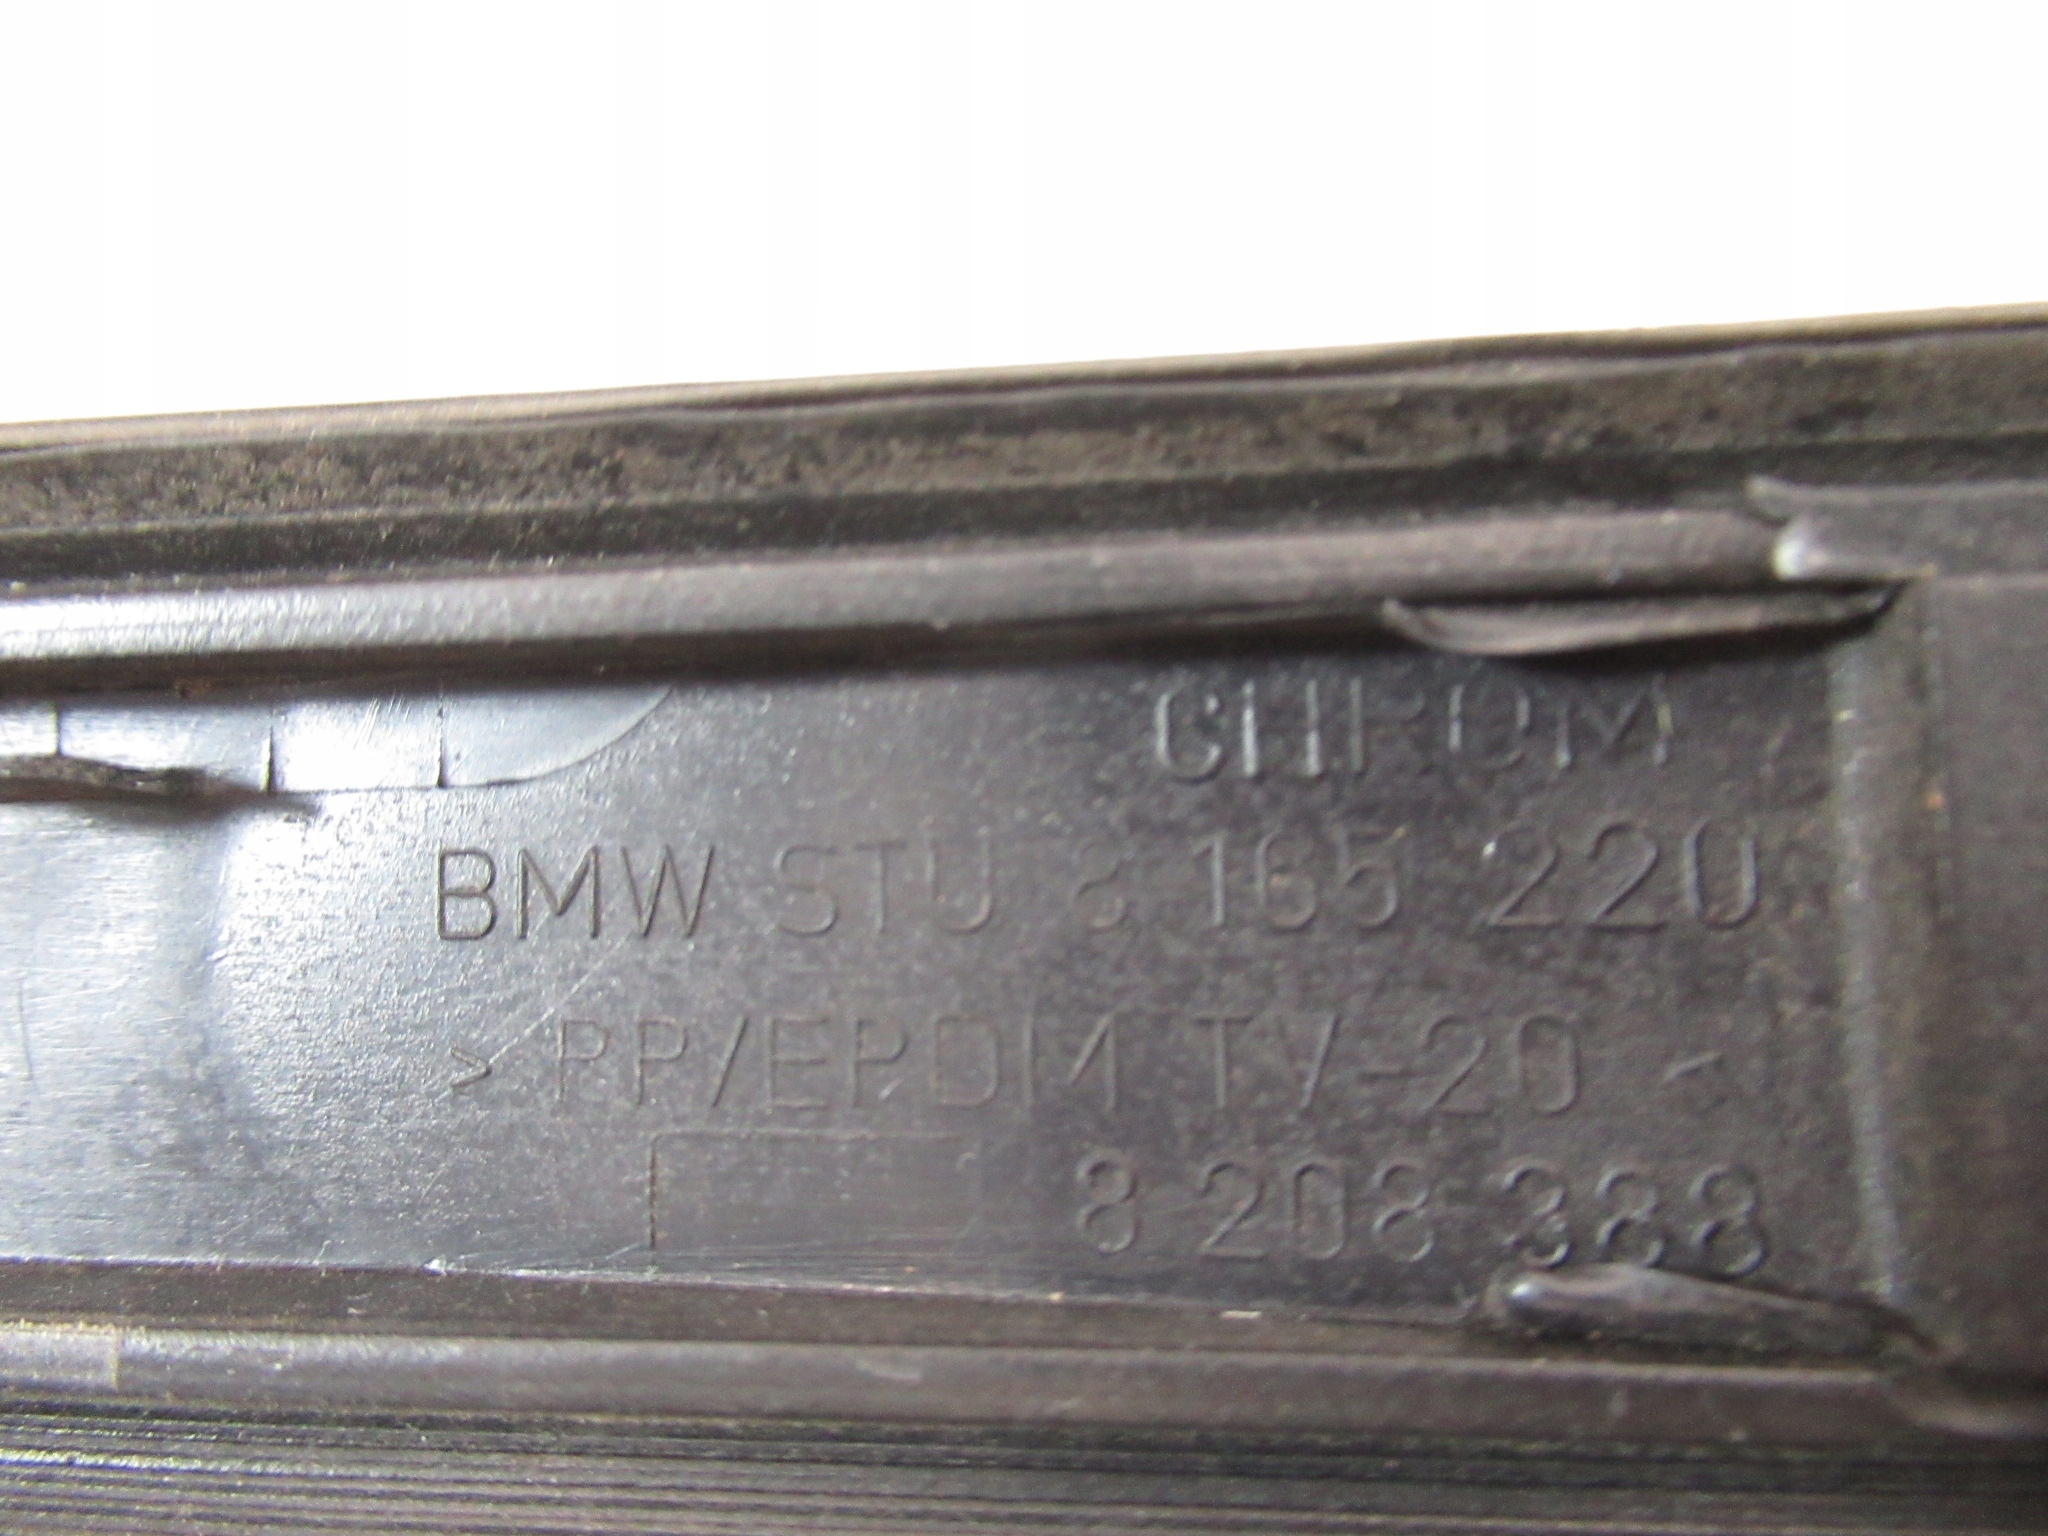 CHROM
BMW STU 8 165 220
> PP/EPDM TV-20 <
8 208 388